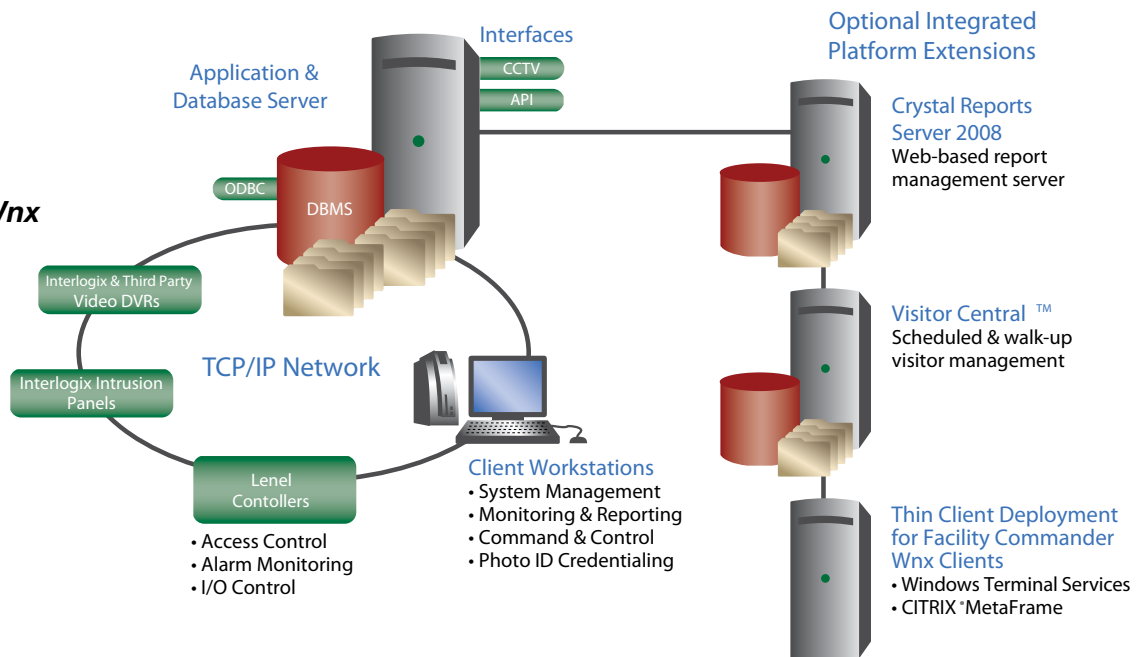 Interfaces
CCTV
API
Application &
Database Server
ODBC
DBMS
nx
Interlogix & Third Party
Video DVRs
TCP/IP Network
Interlogix Intrusion
Panels
Lenel
Contollers
• Access Control
• Alarm Monitoring
• I/O Control
Client Workstations
• System Management
• Monitoring & Reporting
• Command & Control
• Photo ID Credentialing
Optional Integrated
Platform Extensions
Crystal Reports
Server 2008
Web-based report
management server
Visitor Central ™
Scheduled & walk-up
visitor management
Thin Client Deployment
for Facility Commander
Wnx Clients
• Windows Terminal Services
• CITRIX ® MetaFrame